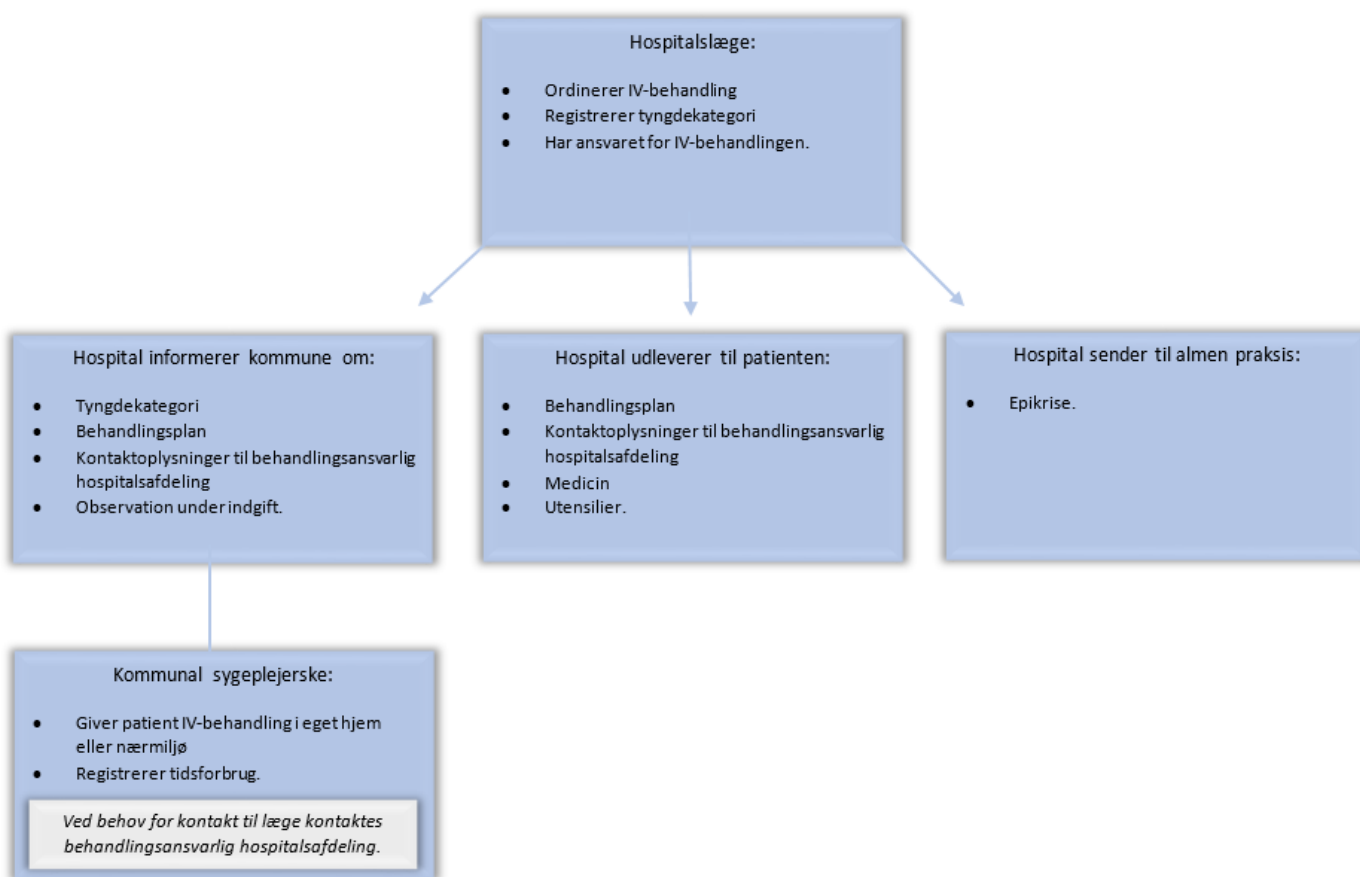 Hospitalslæge:
• Ordinerer IV-behandling
• Registrerer tyngdekategori
• Har ansvaret for IV-behandlingen.
Hospital informerer kommune om:
• Tyngdekategori
• Behandlingsplan
• Kontaktoplysninger til behandlingsansvarlig
hospitalsafdeling
• Observation under indgift.
Hospital udleverer til patienten:
• Behandlingsplan
• Kontaktoplysninger til behandlingsansvarlig
hospitalsafdeling
• Medicin
• Utensilier.
Hospital sender til almen praksis:
• Epikrise.
Kommunal sygeplejerske:
• Giver patient IV-behandling i eget hjem
eller nærmiljø
• Registrerer tidsforbrug.
Ved behov for kontakt til læge kontaktes
behandlingsansvarlig hospitalsafdeling.